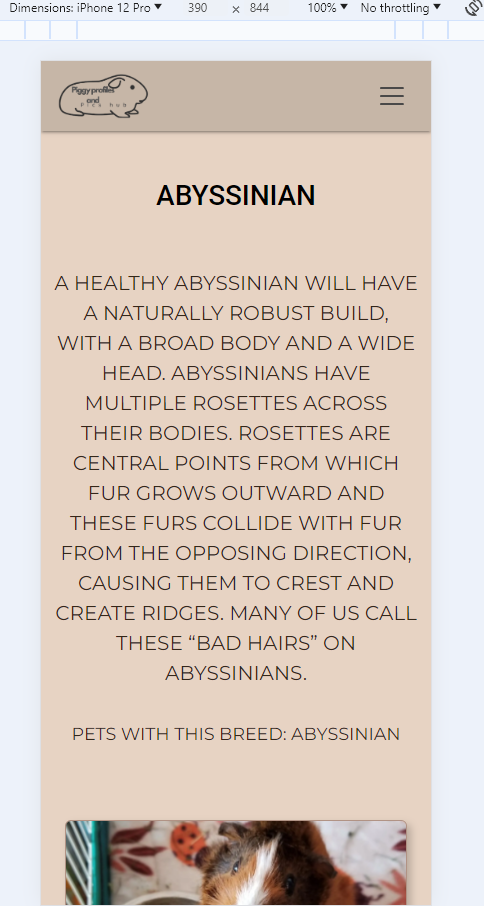 Dimensions: iPhone 12 Pro ▼ 390 × 844 100% ▼ No throttling ▼
Piggy profiles
and
Piku hub
ABYSSINIAN
A HEALTHY ABYSSINIAN WILL HAVE
A NATURALLY ROBUST BUILD,
WITH A BROAD BODY AND A WIDE
HEAD. ABYSSINIANS HAVE
MULTIPLE ROSETTES ACROSS
THEIR BODIES. ROSETTES ARE
CENTRAL POINTS FROM WHICH
FUR GROWS OUTWARD AND
THESE FURS COLLIDE WITH FUR
FROM THE OPPOSING DIRECTION,
CAUSING THEM TO CREST AND
CREATE RIDGES. MANY OF US CALL
THESE “BAD HAIRS” ON
ABYSSINIANS.
PETS WITH THIS BREED: ABYSSINIAN